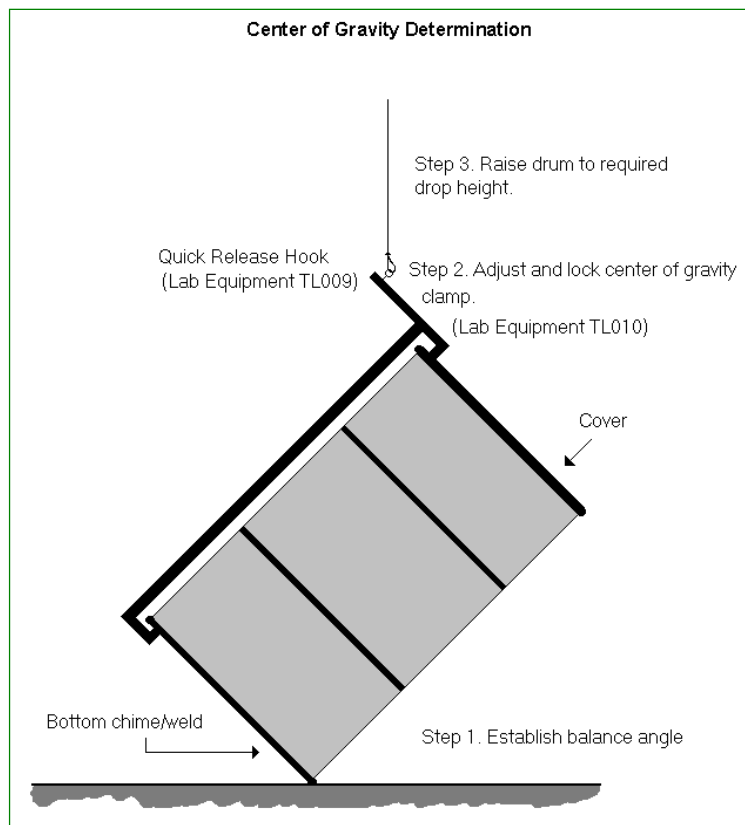 Center of Gravity Determination
Step 3. Raise drum to required
drop height.
Quick Release Hook
(Lab Equipment TL009)
Step 2. Adjust and lock center of gravity
clamp.
(Lab Equipment TL010)
Cover
Bottom chime/weld
Step 1. Establish balance angle